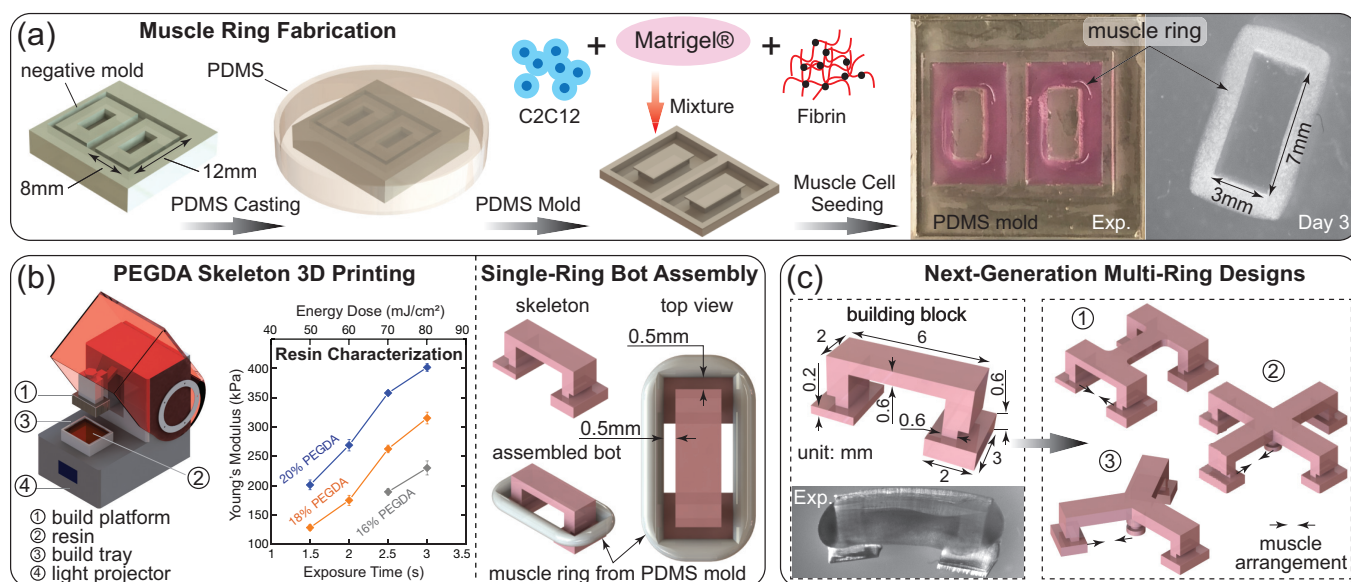 (a) Muscle Ring Fabrication
negative mold
PDMS
8mm
12mm
PDMS Casting
PDMS Mold
C2C12
+
Matrigel®
+
Fibrin
Mixture
Muscle Cell
Seeding
muscle ring
PDMS mold
Exp.
7mm
3mm
Day 3
(b) PEGDA Skeleton 3D Printing
①
③
②
④
① build platform
② resin
③ build tray
④ light projector
Energy Dose (mJ/cm²)
40 50 60 70 80 90
Resin Characterization
Young's Modulus (kPa)
400
350
300
250
200
150
100
20% PEGDA
18% PEGDA
16% PEGDA
1.5 2 2.5 3 3.5
Exposure Time (s)
Single-Ring Bot Assembly
skeleton
top view
0.5mm
0.5mm
assembled bot
muscle ring from PDMS mold
(c) Next-Generation Multi-Ring Designs
building block
2
6
0.2
0.6
0.6
0.6
3
2
unit: mm
Exp.
①
②
③
muscle
arrangement